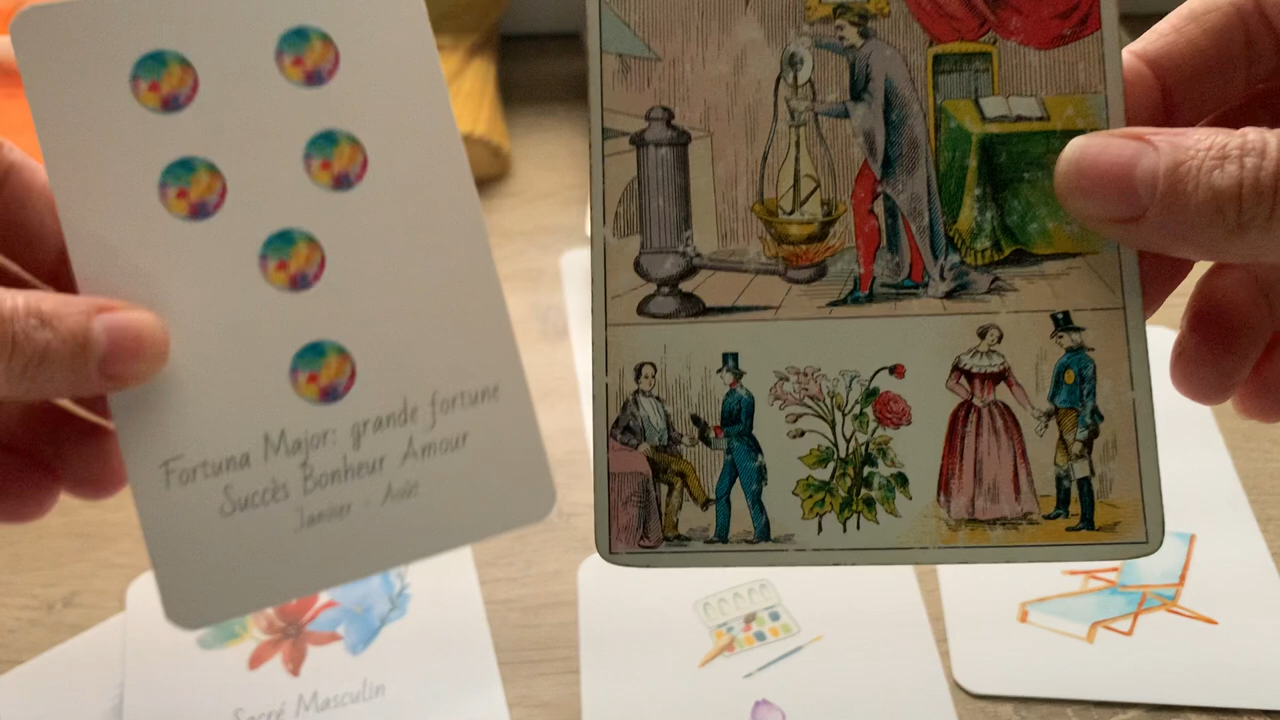 Fortuna Major: grande fortune
Succès Bonheur Amour
Janvier - Août
Sacré Masculin